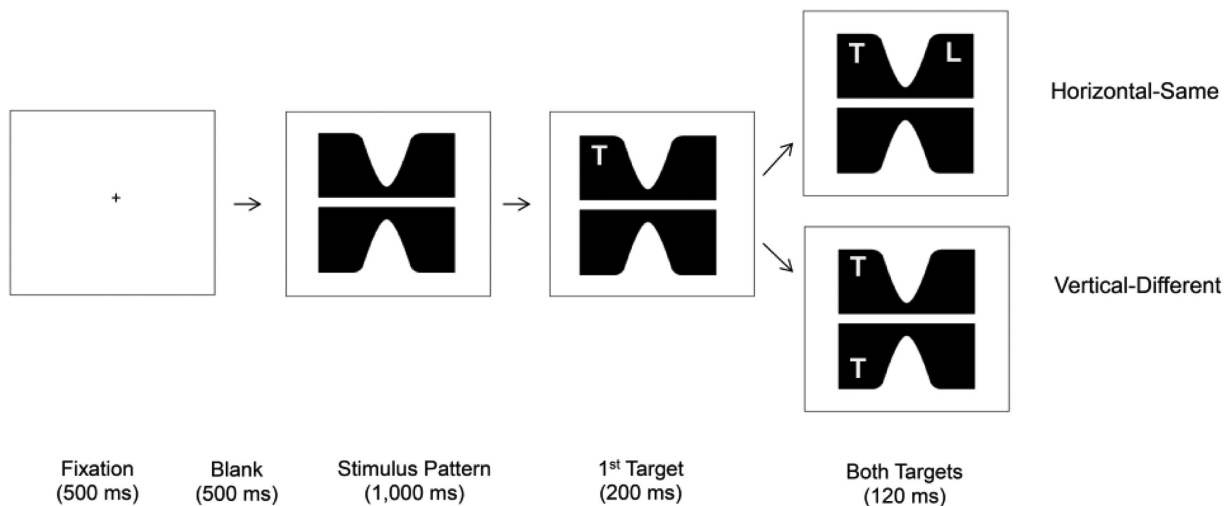 T L
Horizontal-Same
+
T
T
Vertical-Different
T
Fixation
(500 ms)
Blank
(500 ms)
Stimulus Pattern
(1,000 ms)
1st Target
(200 ms)
Both Targets
(120 ms)